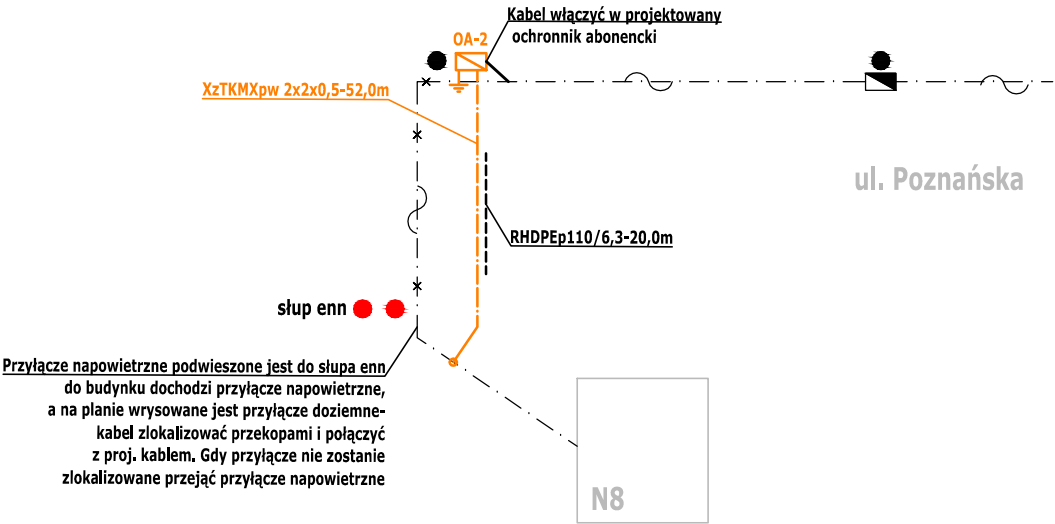 Kabel włączyć w projektowany
ochronnik abonencki
OA-2
XzTKMXpw 2x2x0,5-52,0m
ul. Poznańska
RHDPEp110/6,3-20,0m
słup enn
Przyłącze napowietrzne podwieszone jest do słupa enn
do budynku dochodzi przyłącze napowietrzne,
a na planie wrysowane jest przyłącze doziemne-
kabel zlokalizować przekopami i połączyć
z proj. kablem. Gdy przyłącze nie zostanie
zlokalizowane przejąć przyłącze napowietrzne
N8